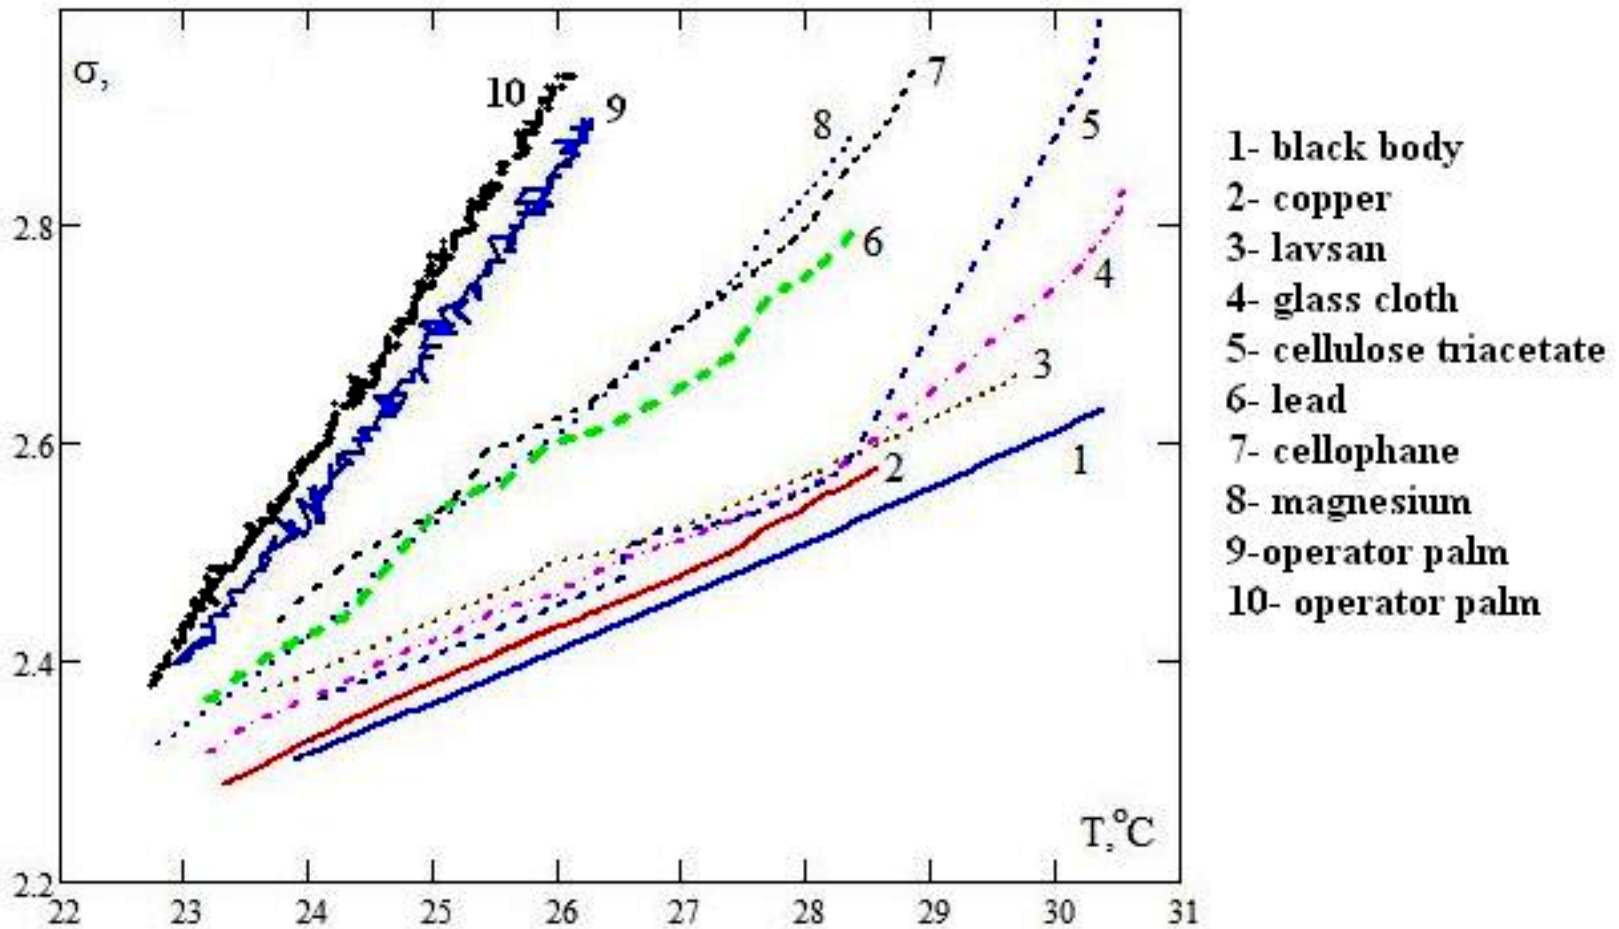 σ,
10
9
8
7
5
6
4
3
2
1
2.8
2.6
2.4
2.2
T,°C
22 23 24 25 26 27 28 29 30 31
1- black body
2- copper
3- lavsan
4- glass cloth
5- cellulose triacetate
6- lead
7- cellophane
8- magnesium
9-operator palm
10- operator palm